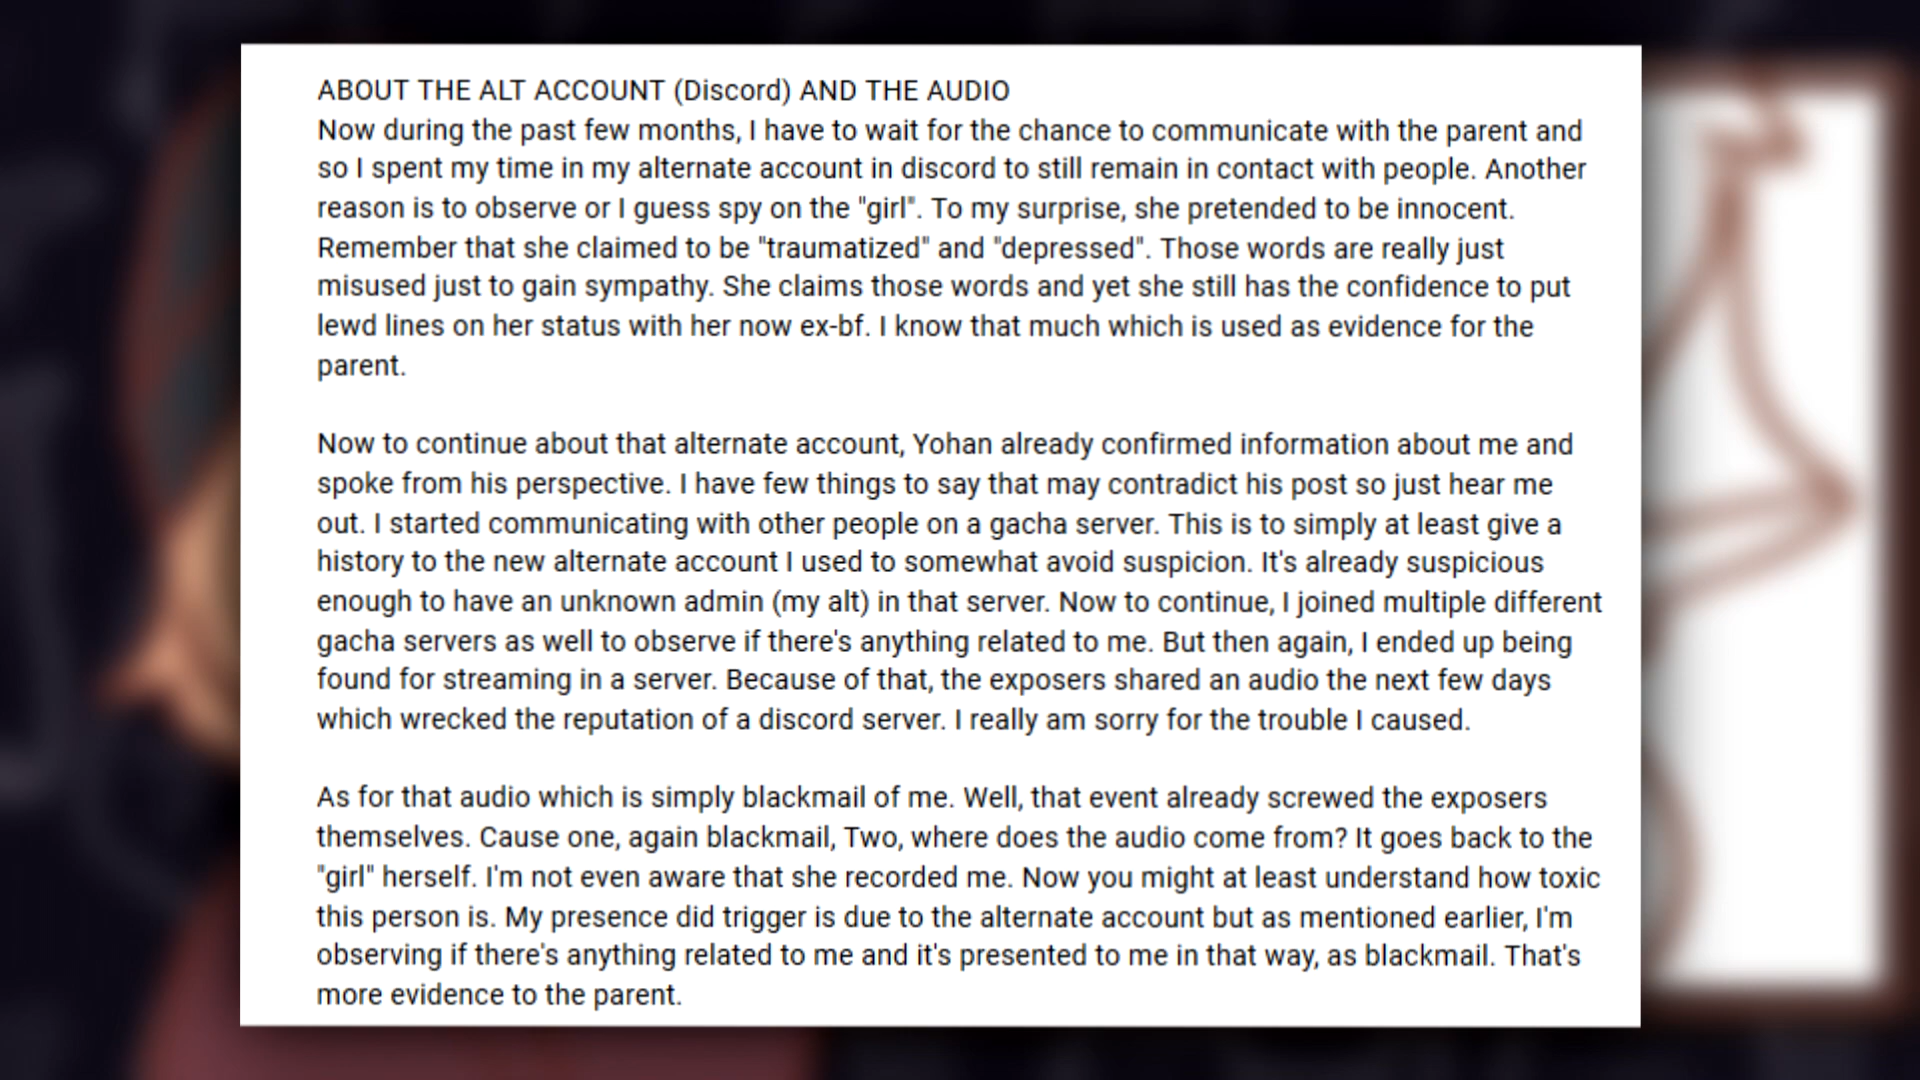 ABOUT THE ALT ACCOUNT (Discord) AND THE AUDIO
Now during the past few months, I have to wait for the chance to communicate with the parent and
so I spent my time in my alternate account in discord to still remain in contact with people. Another
reason is to observe or I guess spy on the "girl". To my surprise, she pretended to be innocent.
Remember that she claimed to be "traumatized" and "depressed". Those words are really just
misused just to gain sympathy. She claims those words and yet she still has the confidence to put
lewd lines on her status with her now ex-bf. I know that much which is used as evidence for the
parent.
Now to continue about that alternate account, Yohan already confirmed information about me and
spoke from his perspective. I have few things to say that may contradict his post so just hear me
out. I started communicating with other people on a gacha server. This is to simply at least give a
history to the new alternate account I used to somewhat avoid suspicion. It's already suspicious
enough to have an unknown admin (my alt) in that server. Now to continue, I joined multiple different
gacha servers as well to observe if there's anything related to me. But then again, I ended up being
found for streaming in a server. Because of that, the exposers shared an audio the next few days
which wrecked the reputation of a discord server. I really am sorry for the trouble I caused.
As for that audio which is simply blackmail of me. Well, that event already screwed the exposers
themselves. Cause one, again blackmail, Two, where does the audio come from? It goes back to the
"girl" herself. I'm not even aware that she recorded me. Now you might at least understand how toxic
this person is. My presence did trigger is due to the alternate account but as mentioned earlier, I'm
observing if there's anything related to me and it's presented to me in that way, as blackmail. That's
more evidence to the parent.